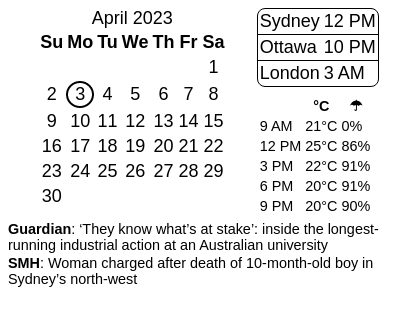 April 2023
Su Mo Tu We Th Fr Sa
1
2 3 4 5 6 7 8
9 10 11 12 13 14 15
16 17 18 19 20 21 22
23 24 25 26 27 28 29
30
Sydney 12 PM
Ottawa 10 PM
London 3 AM
°C ☂
9 AM 21°C 0%
12 PM 25°C 86%
3 PM 22°C 91%
6 PM 20°C 91%
9 PM 20°C 90%
Guardian: ‘They know what’s at stake’: inside the longest-
running industrial action at an Australian university
SMH: Woman charged after death of 10-month-old boy in
Sydney’s north-west